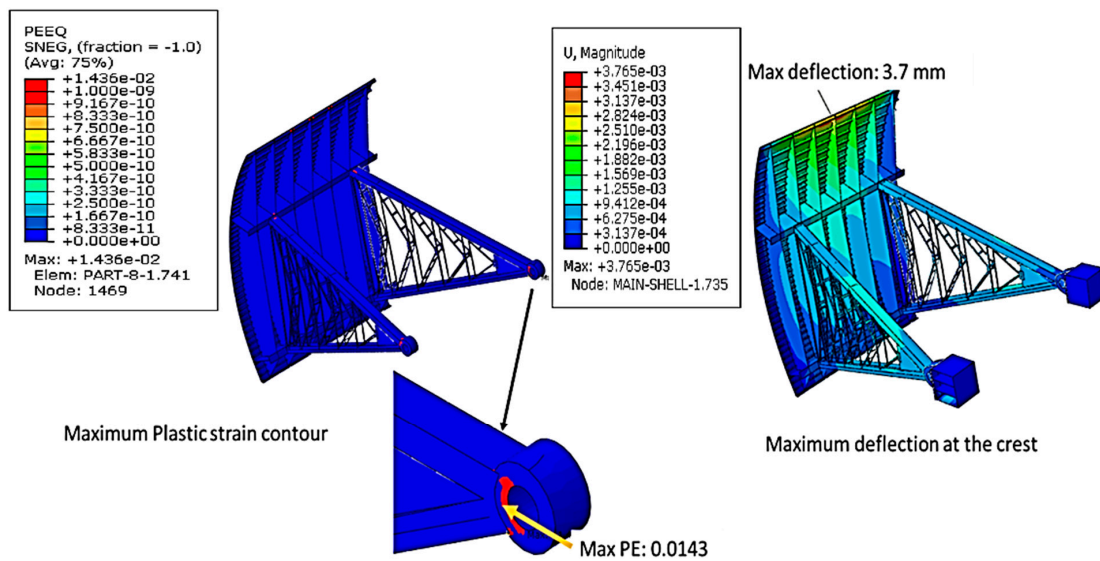 PEEQ
SNEG, (fraction = -1.0)
(Avg: 75%)
+1.436e-02
+1.000e-09
+9.167e-10
+8.333e-10
+7.500e-10
+6.667e-10
+5.833e-10
+5.000e-10
+4.167e-10
+3.333e-10
+2.500e-10
+1.667e-10
+8.333e-11
+0.000e+00
Max: +1.436e-02
Elem: PART-8-1.741
Node: 1469
U, Magnitude
+3.765e-03
+3.451e-03
+3.137e-03
+2.824e-03
+2.510e-03
+2.196e-03
+1.882e-03
+1.569e-03
+1.255e-03
+9.412e-04
+6.275e-04
+3.137e-04
+0.000e+00
Max: +3.765e-03
Node: MAIN-SHELL-1.735
Max deflection: 3.7 mm
Maximum Plastic strain contour
Maximum deflection at the crest
Max PE: 0.0143